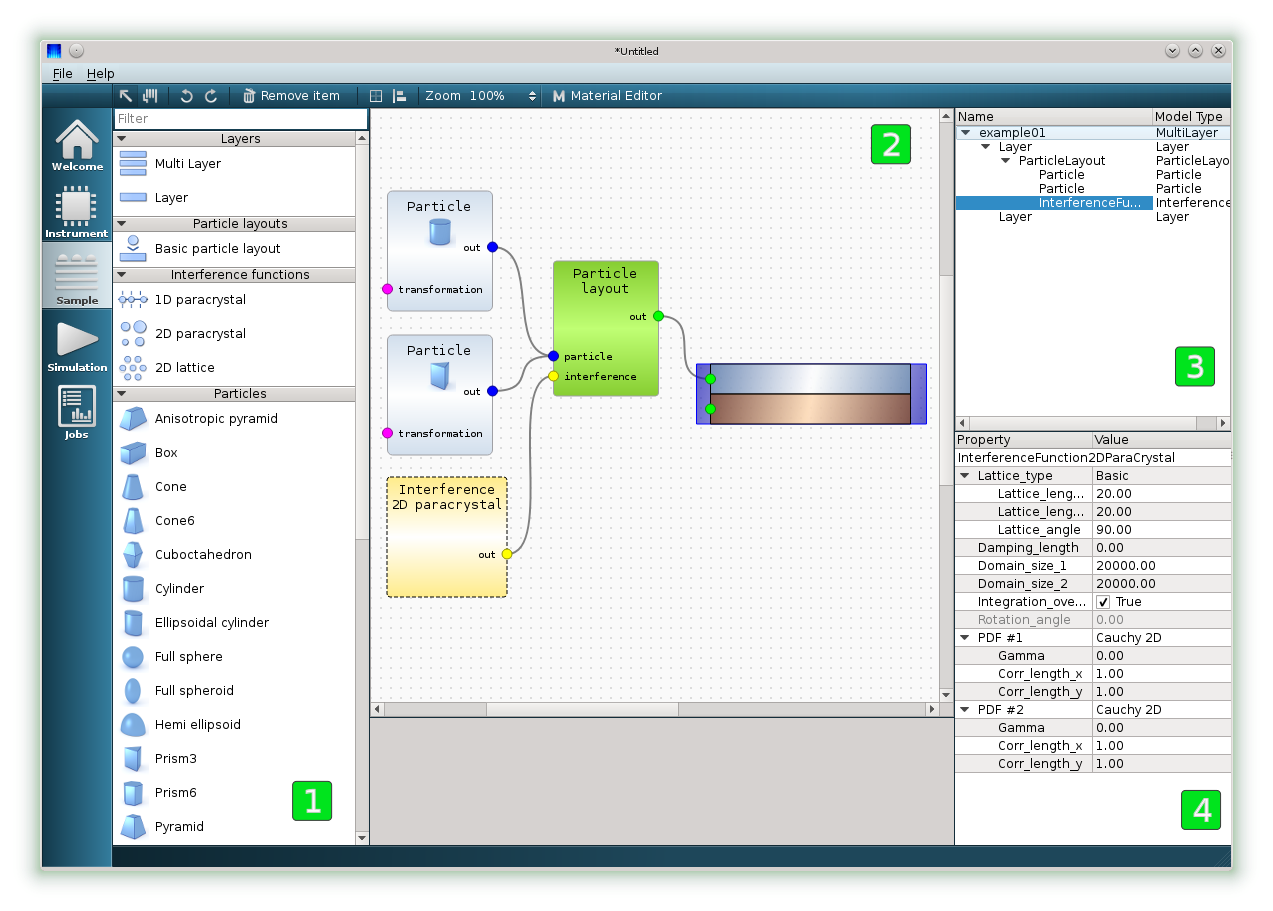 *Untitled
File Help
Remove item Zoom 100% M Material Editor
Welcome
Instrument
Sample
Simulation
Jobs
Filter
Layers
Multi Layer
Layer
Particle layouts
Basic particle layout
Interference functions
1D paracrystal
2D paracrystal
2D lattice
Particles
Anisotropic pyramid
Box
Cone
Cone6
Cuboctahedron
Cylinder
Ellipsoidal cylinder
Full sphere
Full spheroid
Hemi ellipsoid
Prism3
Prism6
Pyramid
1
2
Particle
out
transformation
Particle
out
transformation
Interference
2D paracrystal
out
Particle
layout
out
particle
interference
Name Model Type
example01 MultiLayer
Layer Layer
ParticleLayout ParticleLayo
Particle Particle
Particle Particle
InterferenceFu... Interference
Layer Layer
3
Property Value
InterferenceFunction2DParaCrystal
Lattice_type Basic
Lattice_leng... 20.00
Lattice_leng... 20.00
Lattice_angle 90.00
Damping_length 0.00
Domain_size_1 20000.00
Domain_size_2 20000.00
Integration_ove... True
Rotation_angle 0.00
PDF #1 Cauchy 2D
Gamma 0.00
Corr_length_x 1.00
Corr_length_y 1.00
PDF #2 Cauchy 2D
Gamma 0.00
Corr_length_x 1.00
Corr_length_y 1.00
4